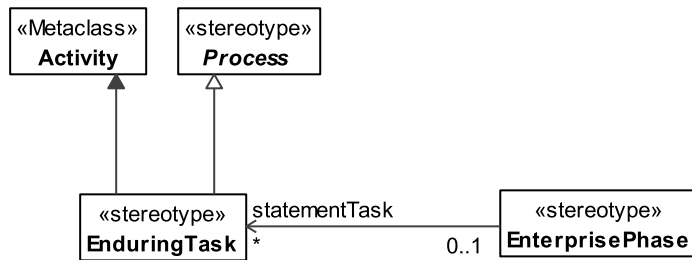 «Metaclass»
Activity
«stereotype»
Process
«stereotype»
EnduringTask
statementTask
*
0..1
«stereotype»
EnterprisePhase